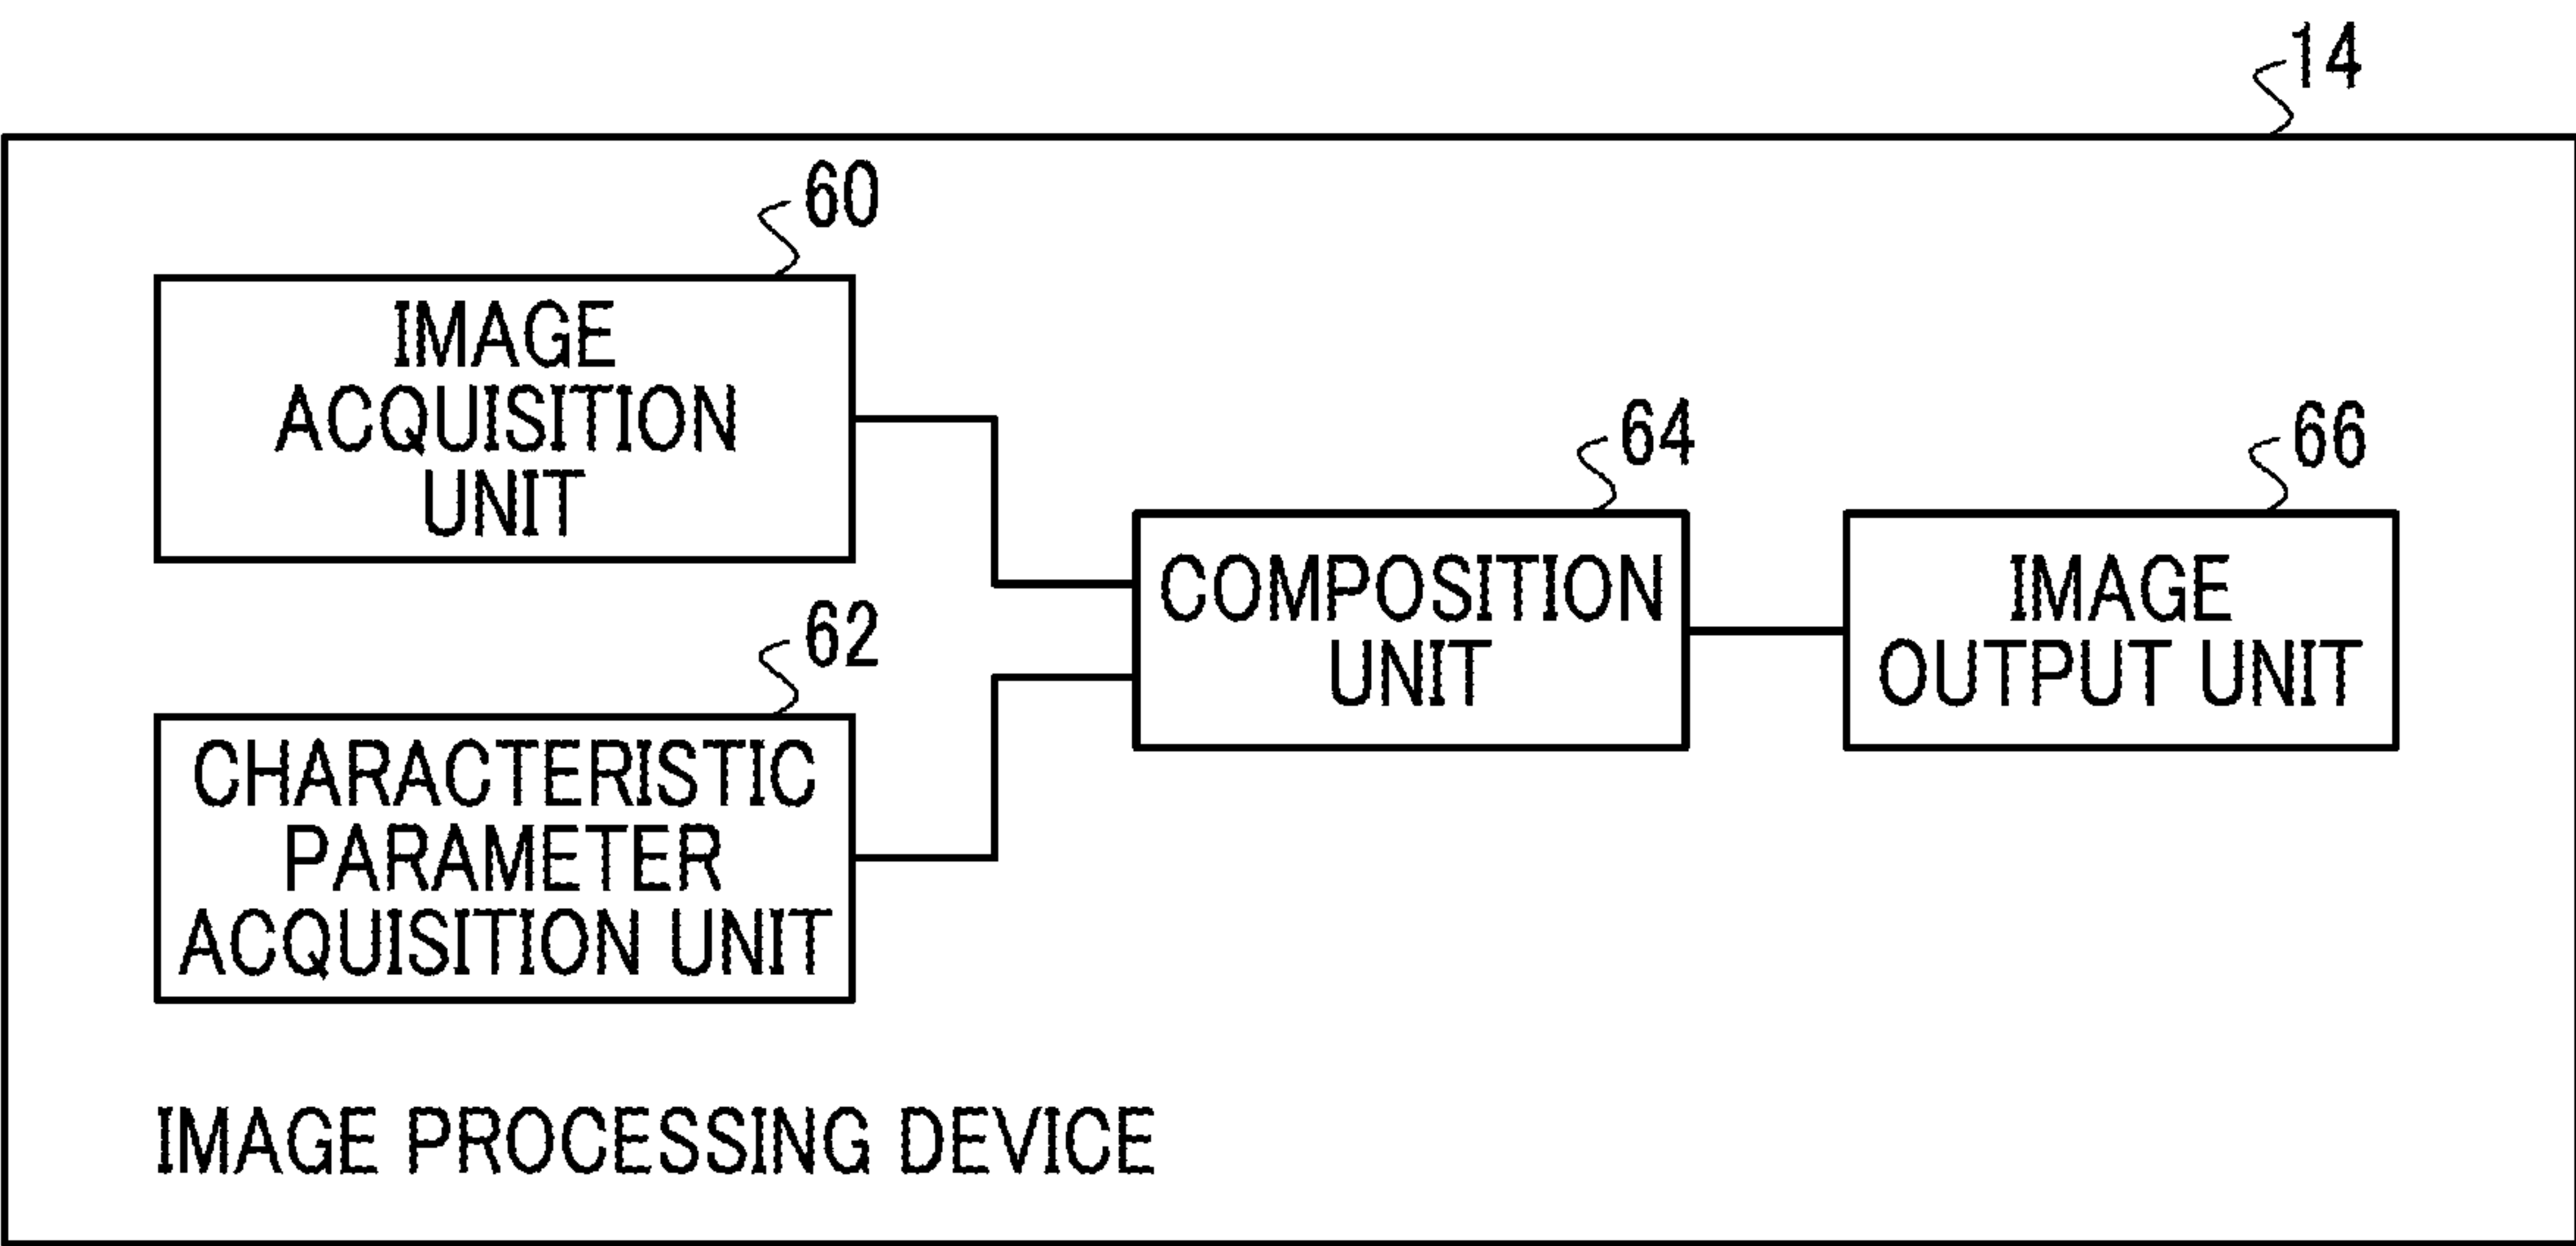 14
60
IMAGE
ACQUISITION
UNIT
62
CHARACTERISTIC
PARAMETER
ACQUISITION UNIT
64
COMPOSITION
UNIT
66
IMAGE
OUTPUT UNIT
IMAGE PROCESSING DEVICE